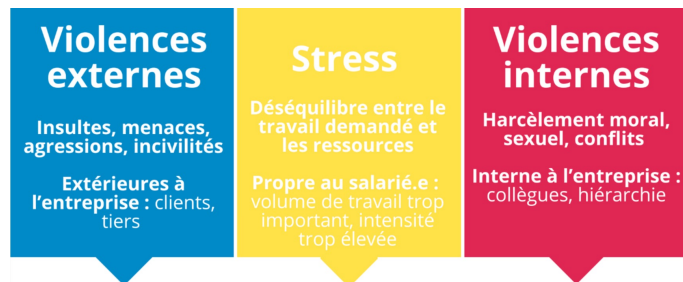 Violences
externes
Insultes, menaces,
agressions, incivilités
Extérieures à
l'entreprise : clients,
tiers
Stress
Déséquilibre entre le
travail demandé et
les ressources
Propre au salarié.e :
volume de travail trop
important, intensité
trop élevée
Violences
internes
Harcèlement moral,
sexuel, conflits
Interne à l'entreprise :
collègues, hiérarchie